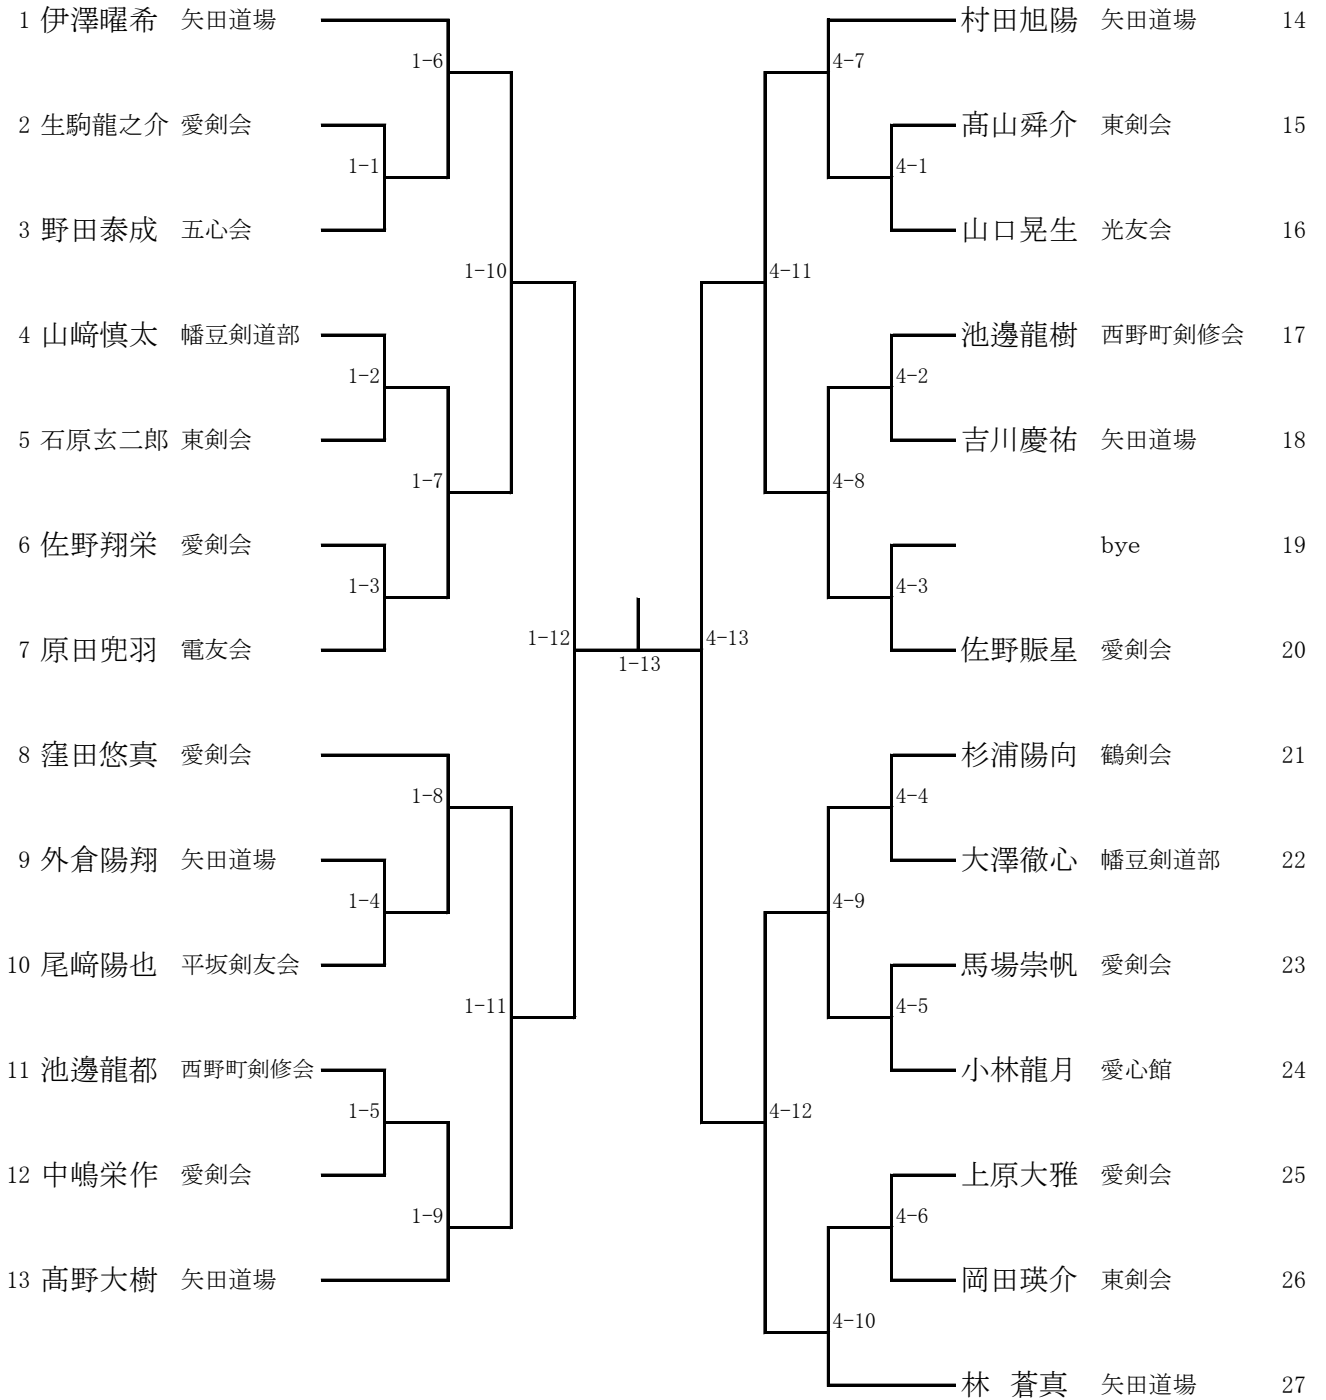 1 伊澤曜希 矢田道場
1-6
2 生駒龍之介 愛剣会
1-1
3 野田泰成 五心会
1-10
4 山﨑慎太 幡豆剣道部
1-2
5 石原玄二郎 東剣会
1-7
6 佐野翔栄 愛剣会
1-3
7 原田兜羽 電友会
1-12
8 窪田悠真 愛剣会
1-8
9 外倉陽翔 矢田道場
1-4
10 尾﨑陽也 平坂剣友会
1-11
11 池邊龍都 西野町剣修会
1-5
12 中嶋栄作 愛剣会
1-9
13 髙野大樹 矢田道場
1-13
村田旭陽 矢田道場 14
4-7
髙山舜介 東剣会 15
4-1
山口晃生 光友会 16
4-11
池邊龍樹 西野町剣修会 17
4-2
吉川慶祐 矢田道場 18
4-8
bye 19
4-3
佐野賑星 愛剣会 20
4-13
杉浦陽向 鶴剣会 21
4-4
大澤徹心 幡豆剣道部 22
4-9
馬場崇帆 愛剣会 23
4-5
小林龍月 愛心館 24
4-12
上原大雅 愛剣会 25
4-6
岡田瑛介 東剣会 26
4-10
林 蒼真 矢田道場 27